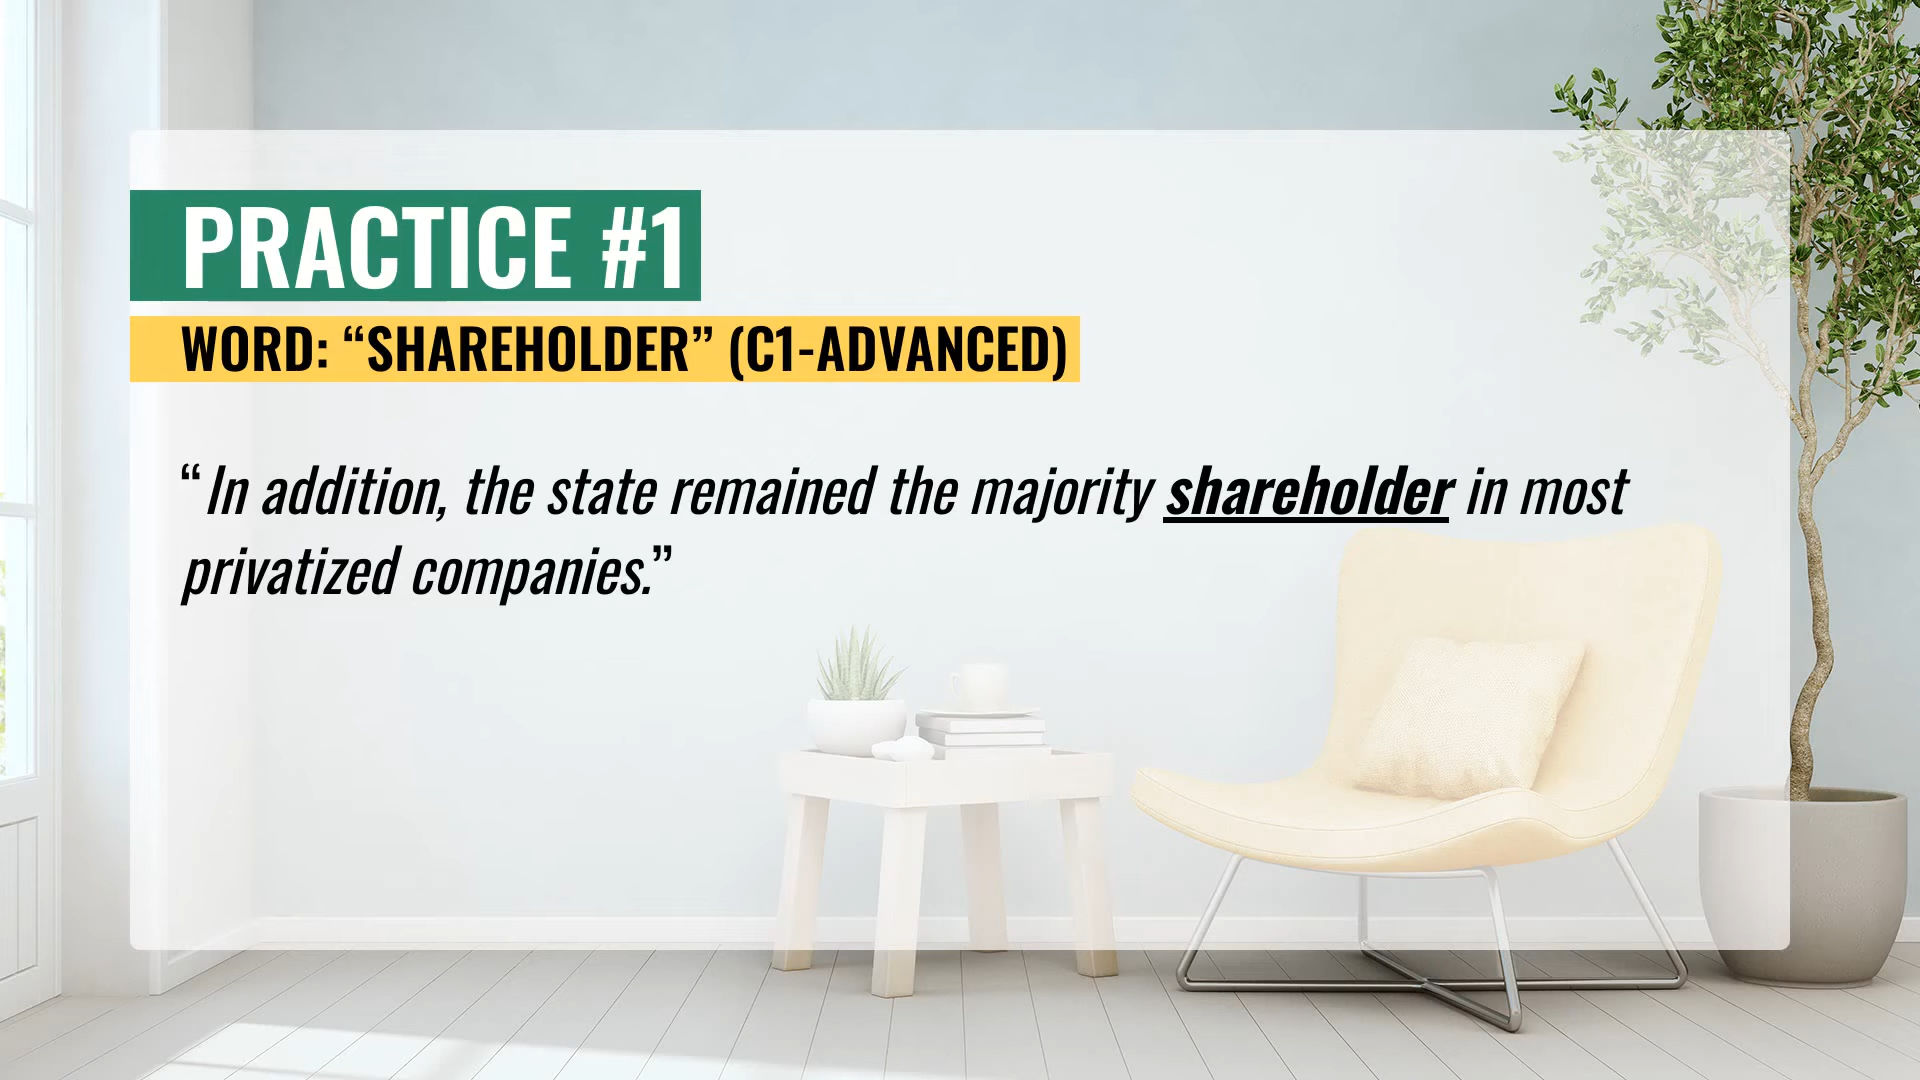 PRACTICE #1
WORD: “SHAREHOLDER” (C1-ADVANCED)
“In addition, the state remained the majority shareholder in most
privatized companies.”